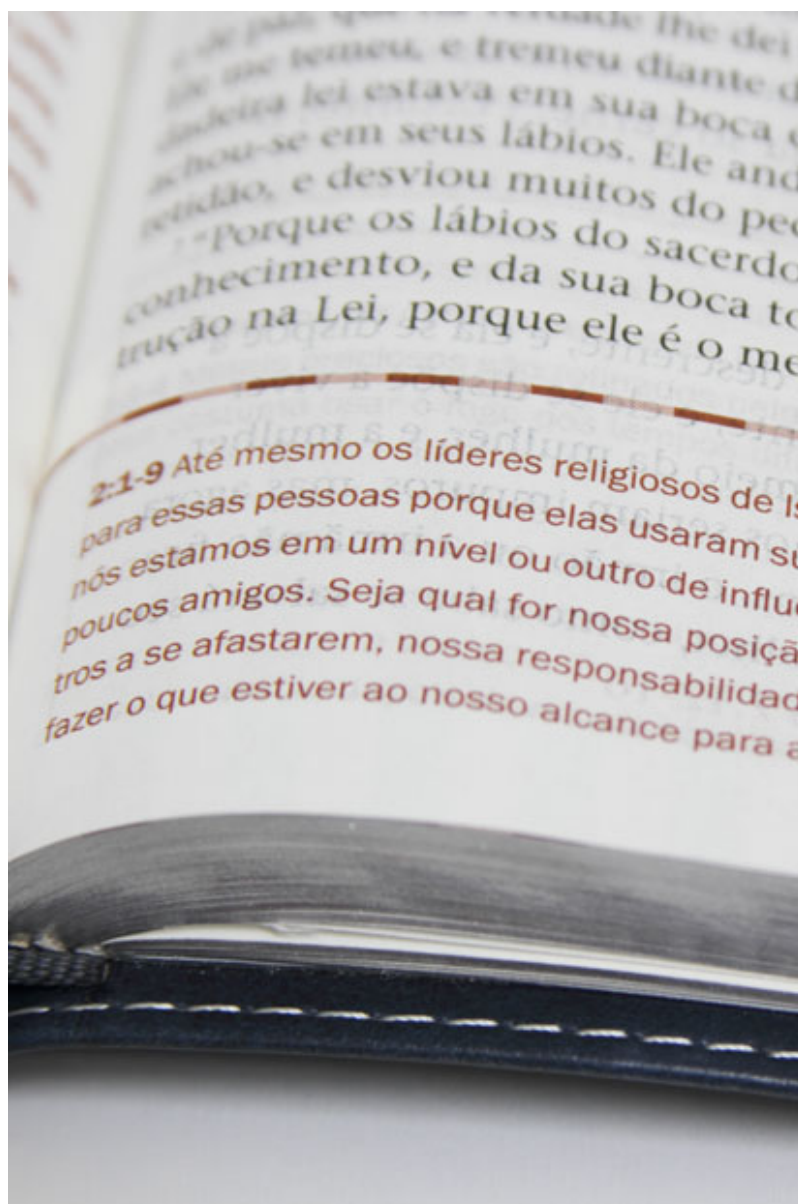 de paz, que na verdade lhe dei
me temeu, e tremeu diante d
dadeira lei estava em sua boca e
achou-se em seus lábios. Ele and
retidão, e desviou muitos do pec
7 "Porque os lábios do sacerdo
conhecimento, e da sua boca to
trução na Lei, porque ele é o me
2:1-9 Até mesmo os líderes religiosos de Is
para essas pessoas porque elas usaram su
nós estamos em um nível ou outro de influê
poucos amigos. Seja qual for nossa posiçã
tros a se afastarem, nossa responsabilidad
fazer o que estiver ao nosso alcance para a